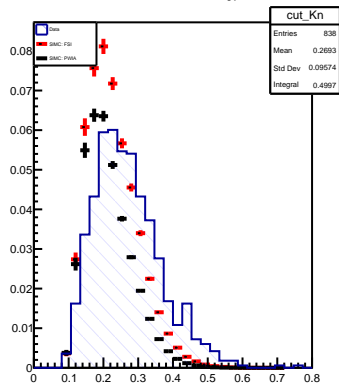 cut_Kn
Entries 838
Mean 0.2693
Std Dev 0.09574
Integral 0.4997
Data
SIMC: FSI
SIMC: PWIA
0.08
0.07
0.06
0.05
0.04
0.03
0.02
0.01
0
0 0.1 0.2 0.3 0.4 0.5 0.6 0.7 0.8